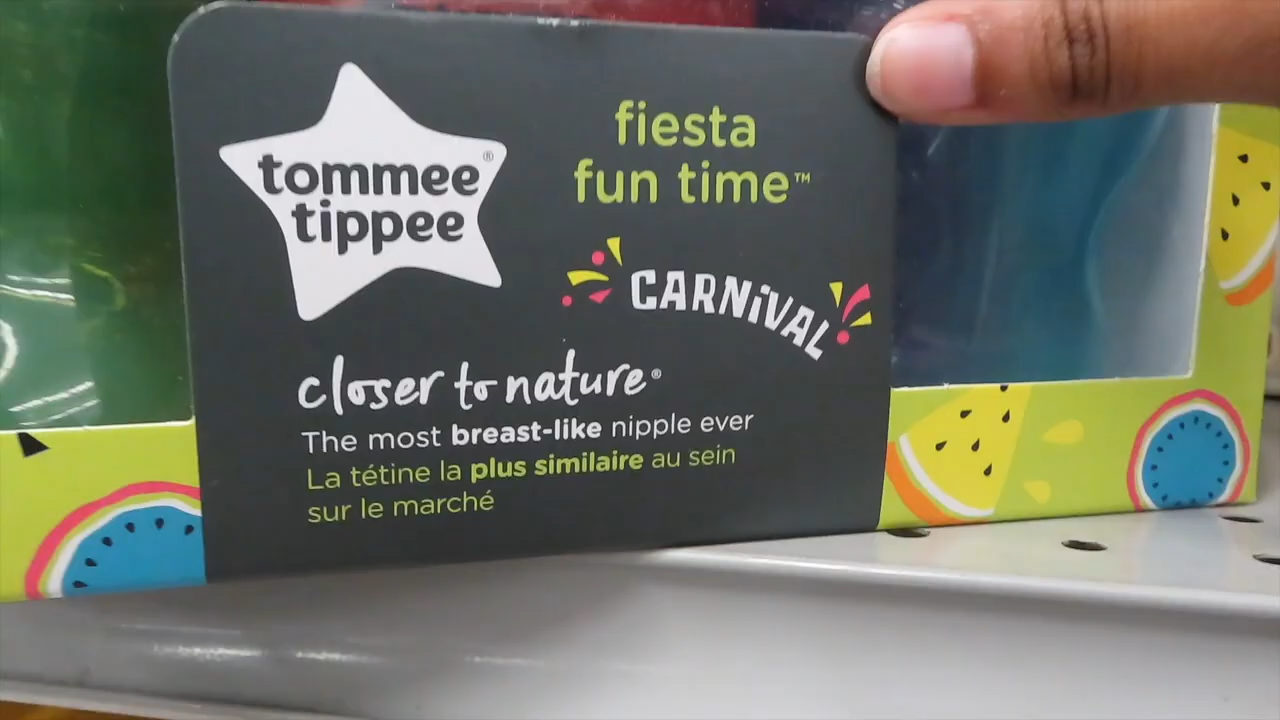 tommee®
tippee
fiesta
fun time™
CARNiVAL
closer to nature®
The most breast-like nipple ever
La tétine la plus similaire au sein
sur le marché